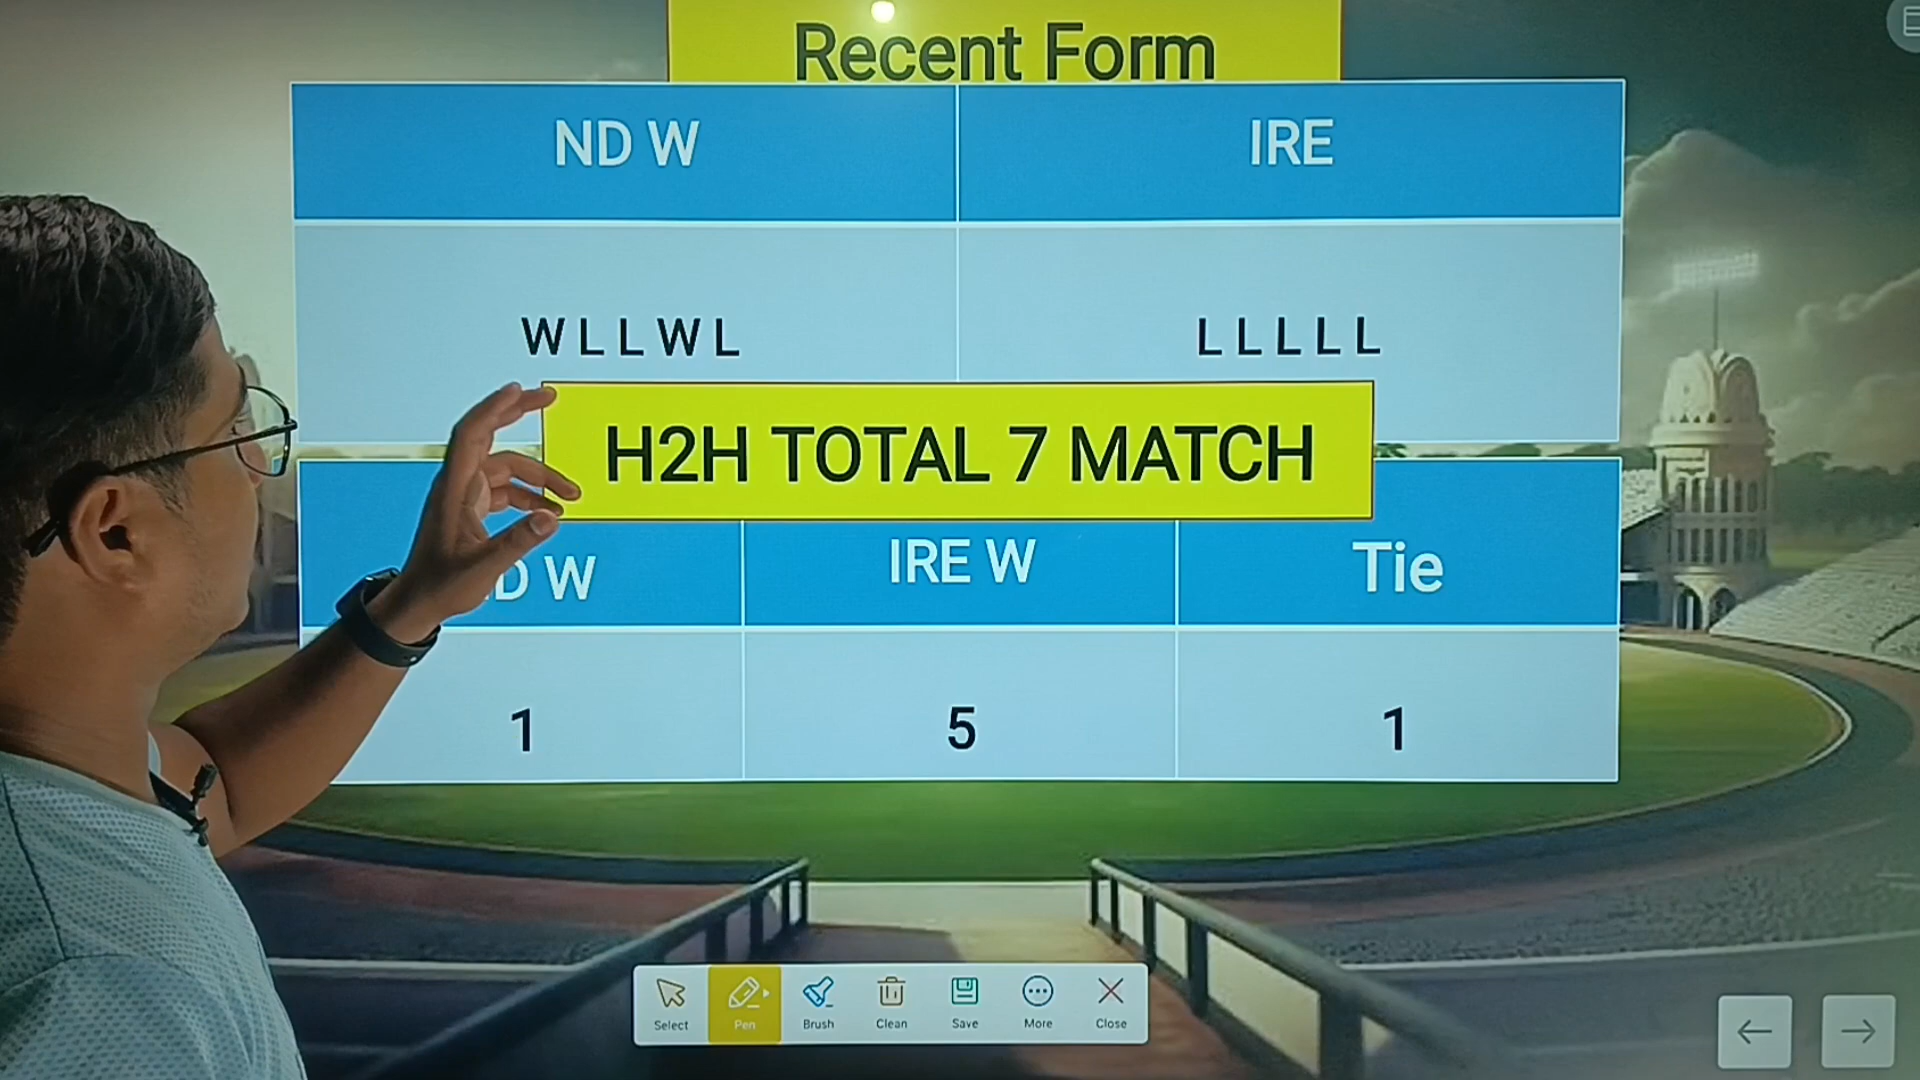 Recent Form
ND W IRE
W L L W L L L L L L
H2H TOTAL 7 MATCH
D W IRE W Tie
1 5 1
Select Pen Brush Clean Save More Close